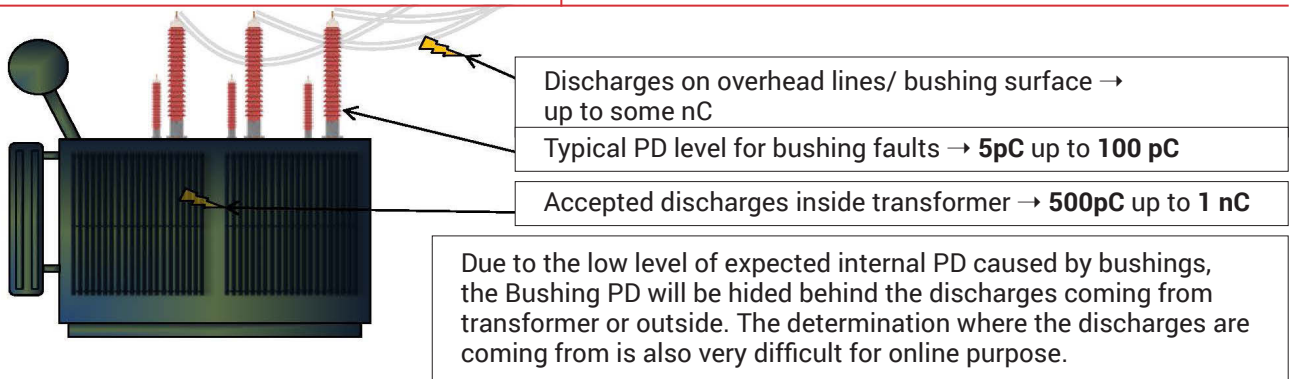 Discharges on overhead lines/ bushing surface →
up to some nC
Typical PD level for bushing faults → 5pC up to 100 pC
Accepted discharges inside transformer → 500pC up to 1 nC
Due to the low level of expected internal PD caused by bushings,
the Bushing PD will be hided behind the discharges coming from
transformer or outside. The determination where the discharges are
coming from is also very difficult for online purpose.